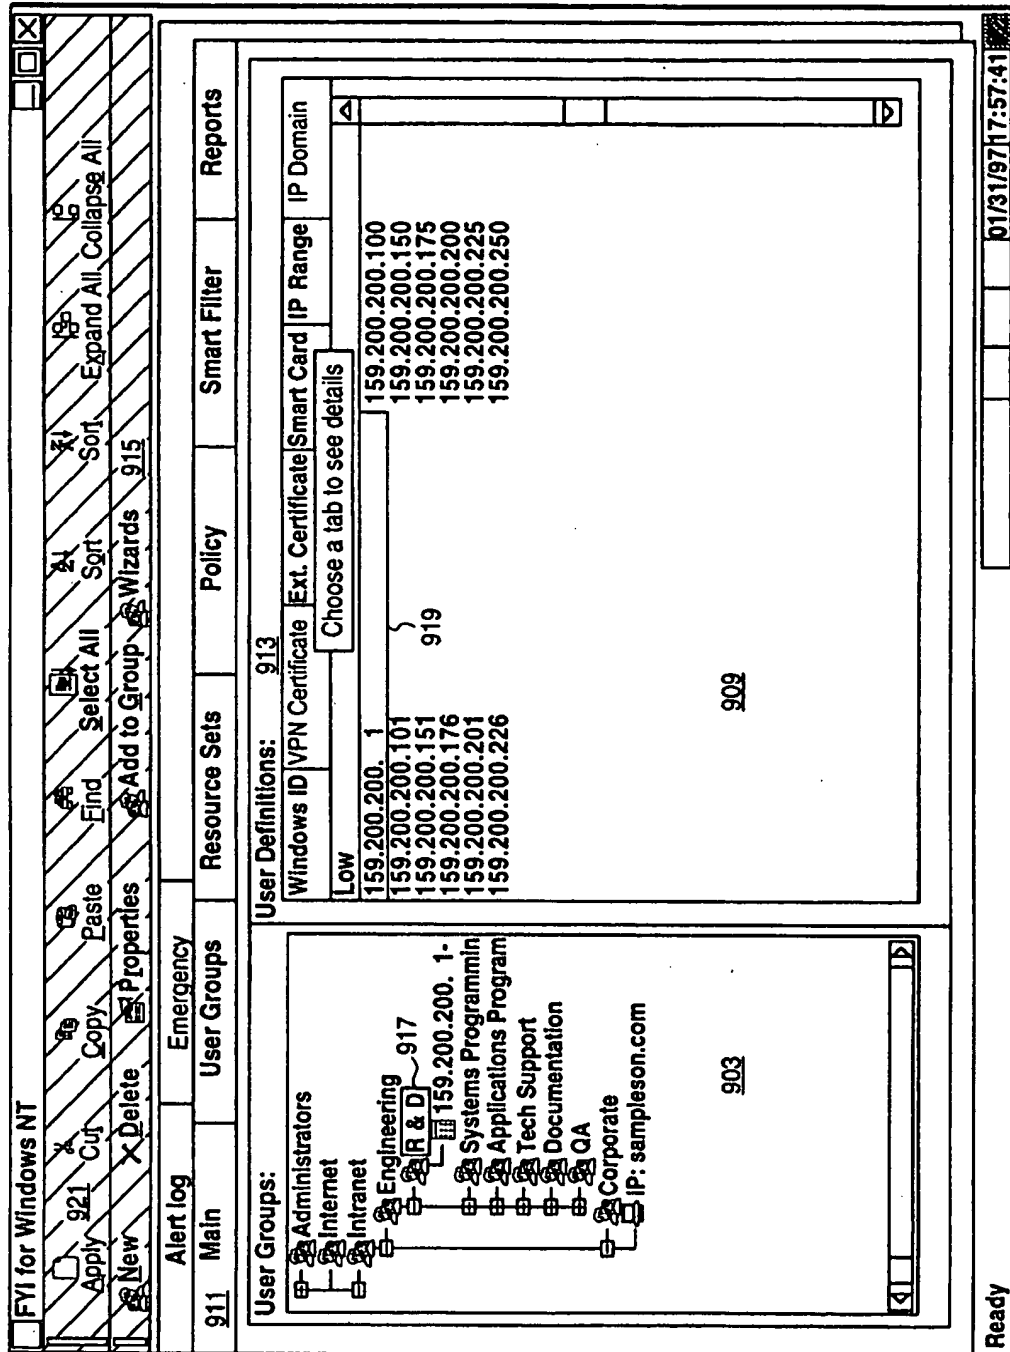 FYI for Windows NT
Apply 921 Cut Copy Paste Find Select All Sort Sort Expand All Collapse All
New Delete Properties Add to Group Wizards 915
Alert log Emergency
911 Main User Groups Resource Sets Policy Smart Filter Reports
User Groups:
Administrators
Internet
Intranet
Engineering
R & D 917
159.200.200. 1-
Systems Programmin
Applications Program
Tech Support
Documentation
QA
Corporate
IP: sampleson.com
903
User Definitions: 913
Windows ID VPN Certificate Ext. Certificate Smart Card IP Range IP Domain
Low Choose a tab to see details
159.200.200. 1 159.200.200.100
159.200.200.101 159.200.200.150
159.200.200.151 159.200.200.175
159.200.200.176 159.200.200.200
159.200.200.201 159.200.200.225
159.200.200.226 159.200.200.250
919
909
Ready 01/31/97 17:57:41